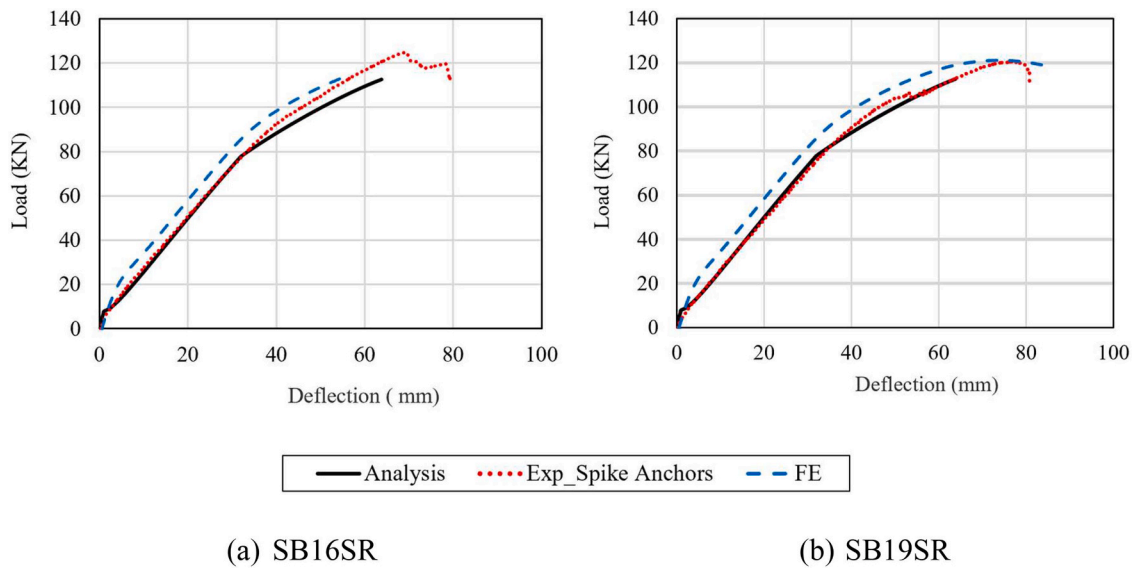 140
120
100
80
60
40
20
0
Load (KN)
0 20 40 60 80 100
Deflection ( mm)
140
120
100
80
60
40
20
0
Load (KN)
0 20 40 60 80 100
Deflection (mm)
Analysis Exp_Spike Anchors FE
(a) SB16SR
(b) SB19SR